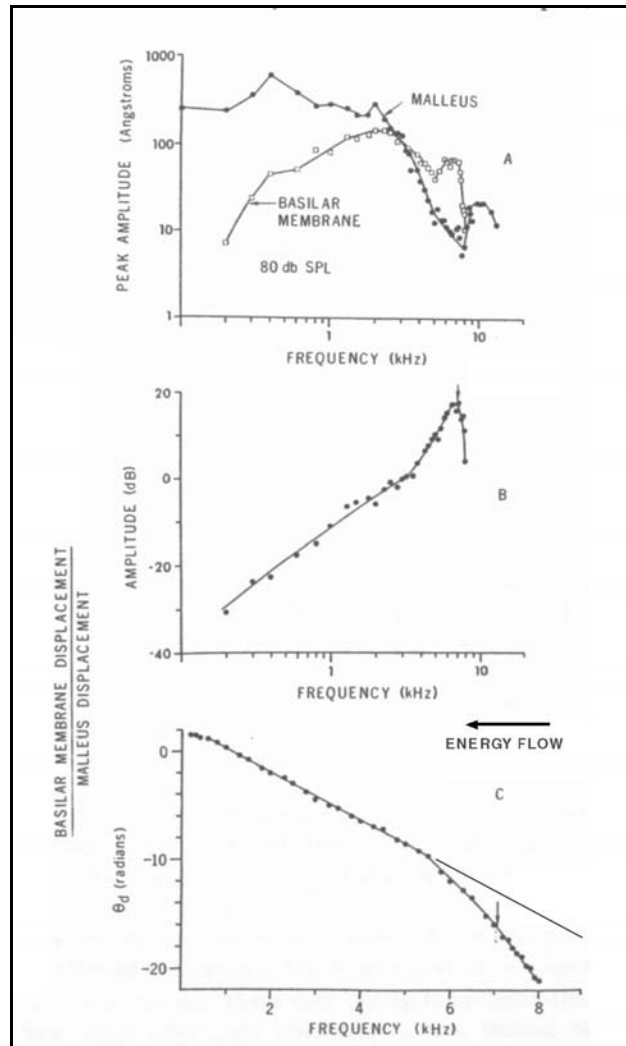 1000
100
10
1
PEAK AMPLITUDE (Angstroms)
MALLEUS
A
BASILAR
MEMBRANE
80 db SPL
1
10
FREQUENCY (kHz)
20
0
-20
-40
AMPLITUDE (dB)
B
1
10
FREQUENCY (kHz)
BASILAR MEMBRANE DISPLACEMENT
MALLEUS DISPLACEMENT
ENERGY FLOW
C
0
-10
-20
θd (radians)
2
4
6
8
FREQUENCY (kHz)